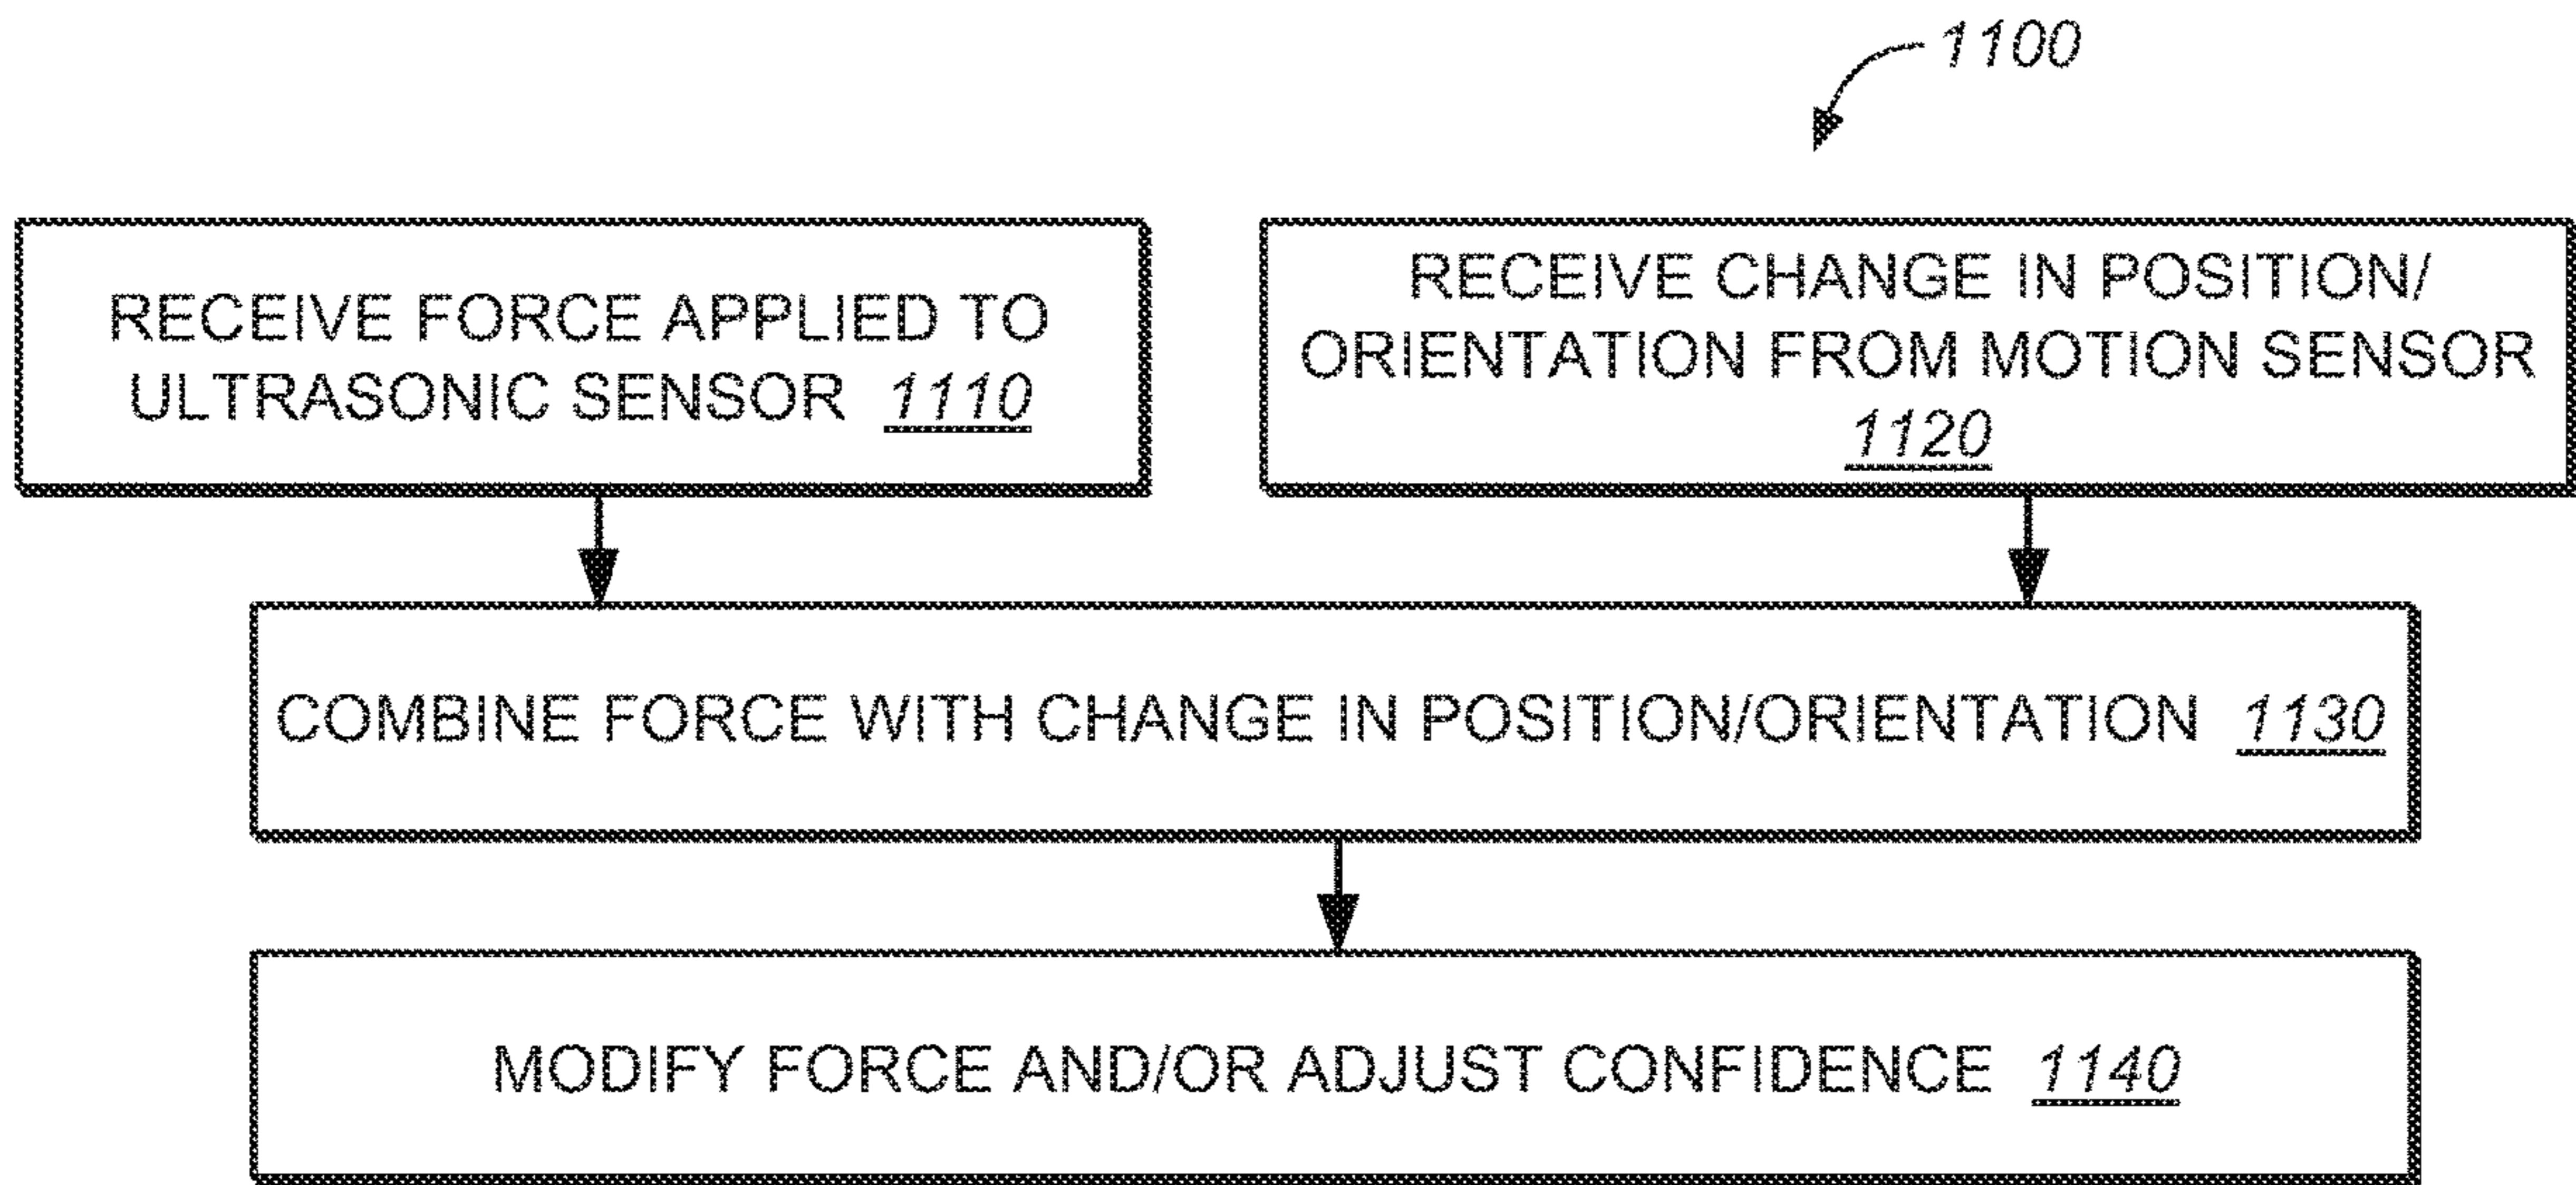 1100
RECEIVE FORCE APPLIED TO
ULTRASONIC SENSOR 1110
RECEIVE CHANGE IN POSITION/
ORIENTATION FROM MOTION SENSOR
1120
COMBINE FORCE WITH CHANGE IN POSITION/ORIENTATION 1130
MODIFY FORCE AND/OR ADJUST CONFIDENCE 1140